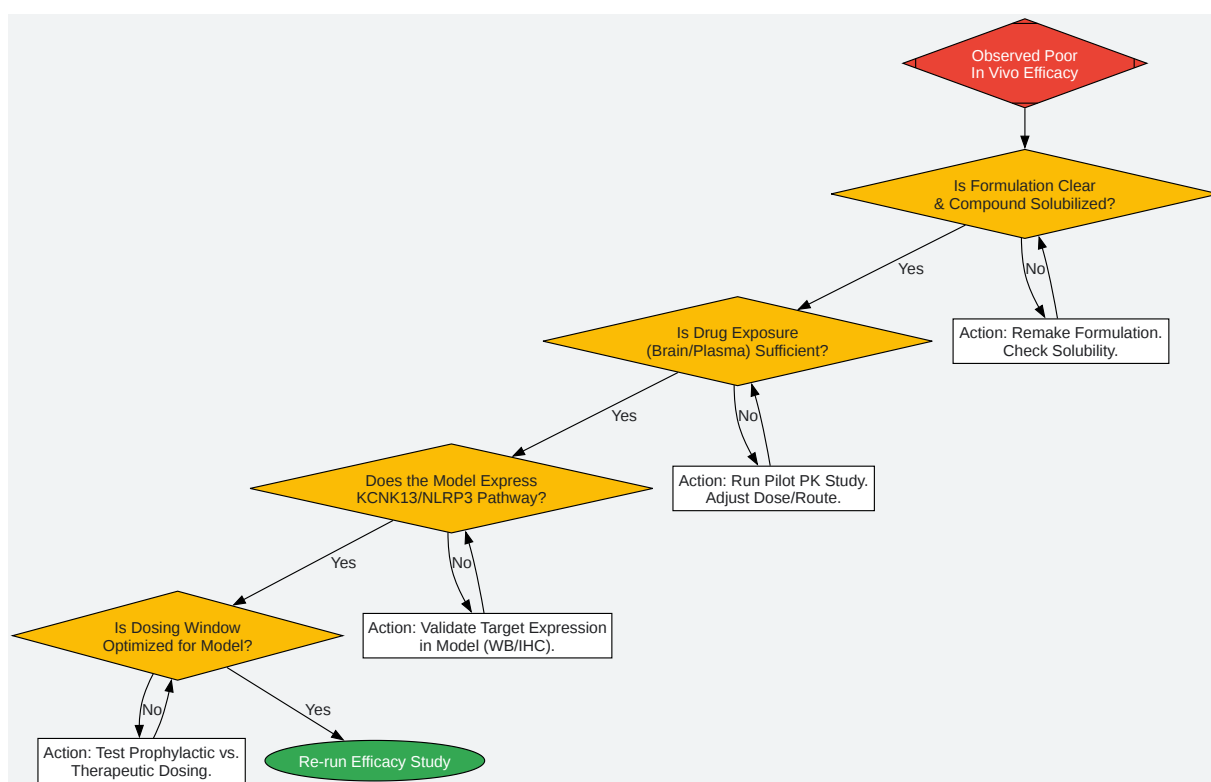 Observed Poor
In Vivo Efficacy
Is Formulation Clear
& Compound Solubilized?
Yes
No
Action: Remake Formulation.
Check Solubility.
Is Drug Exposure
(Brain/Plasma) Sufficient?
Yes
No
Action: Run Pilot PK Study.
Adjust Dose/Route.
Does the Model Express
KCNK13/NLRP3 Pathway?
Yes
No
Action: Validate Target Expression
in Model (WB/IHC).
Is Dosing Window
Optimized for Model?
No
Yes
Action: Test Prophylactic vs.
Therapeutic Dosing.
Re-run Efficacy Study